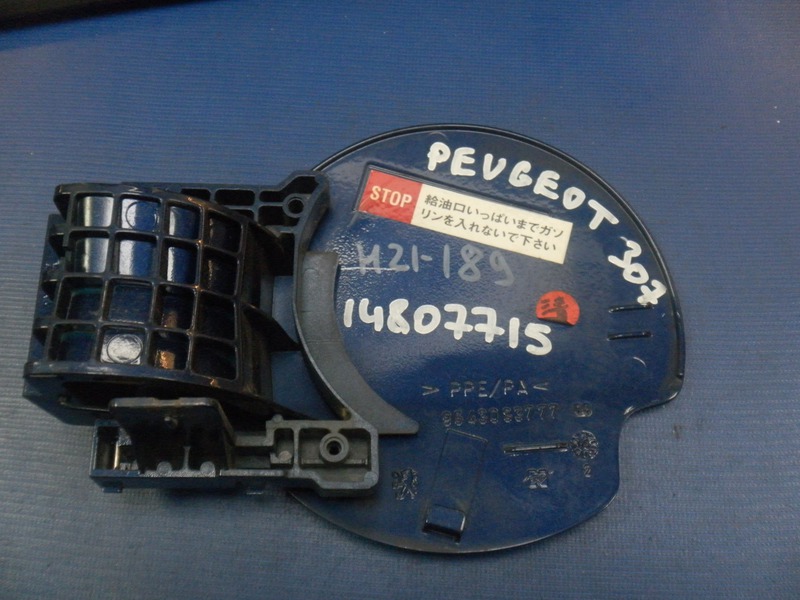 PEUGEOT 307
STOP
給油口いっぱいまでガソ
リンを入れないで下さい
H21-189
14807715
> PPE/PA <